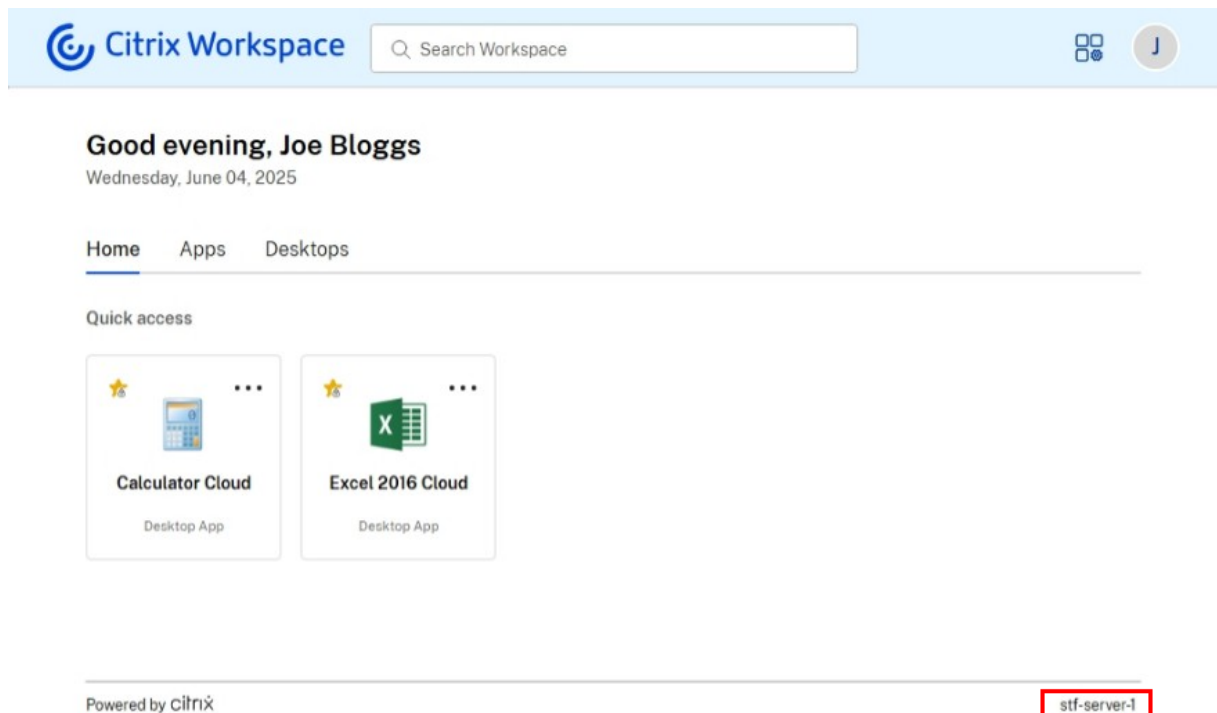 Citrix Workspace
Search Workspace
J
Good evening, Joe Bloggs
Wednesday, June 04, 2025
Home Apps Desktops
Quick access
Calculator Cloud
Desktop App
X
Excel 2016 Cloud
Desktop App
Powered by citrix
stf-server-1